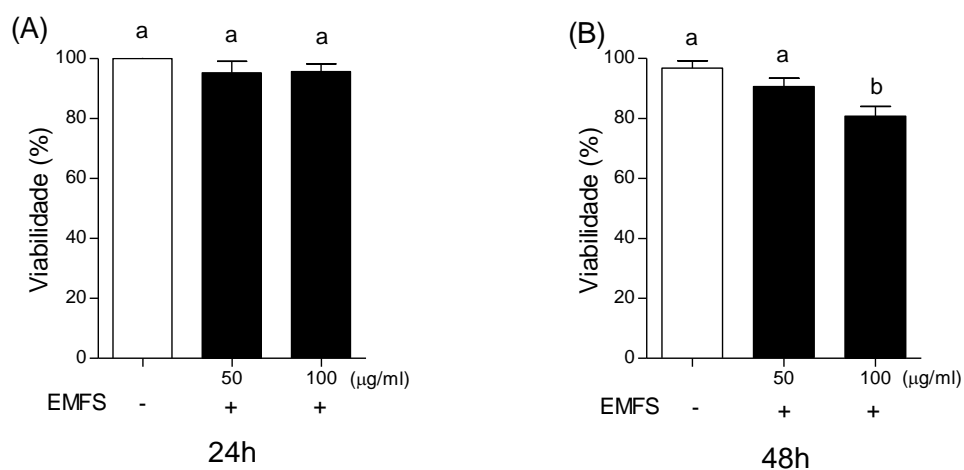 (A)
a a a
100
80
60
40
20
0
Viabilidade (%)
50 100 (µg/ml)
EMFS - + +
24h
(B)
a a b
100
80
60
40
20
0
Viabilidade (%)
50 100 (µg/ml)
EMFS - + +
48h